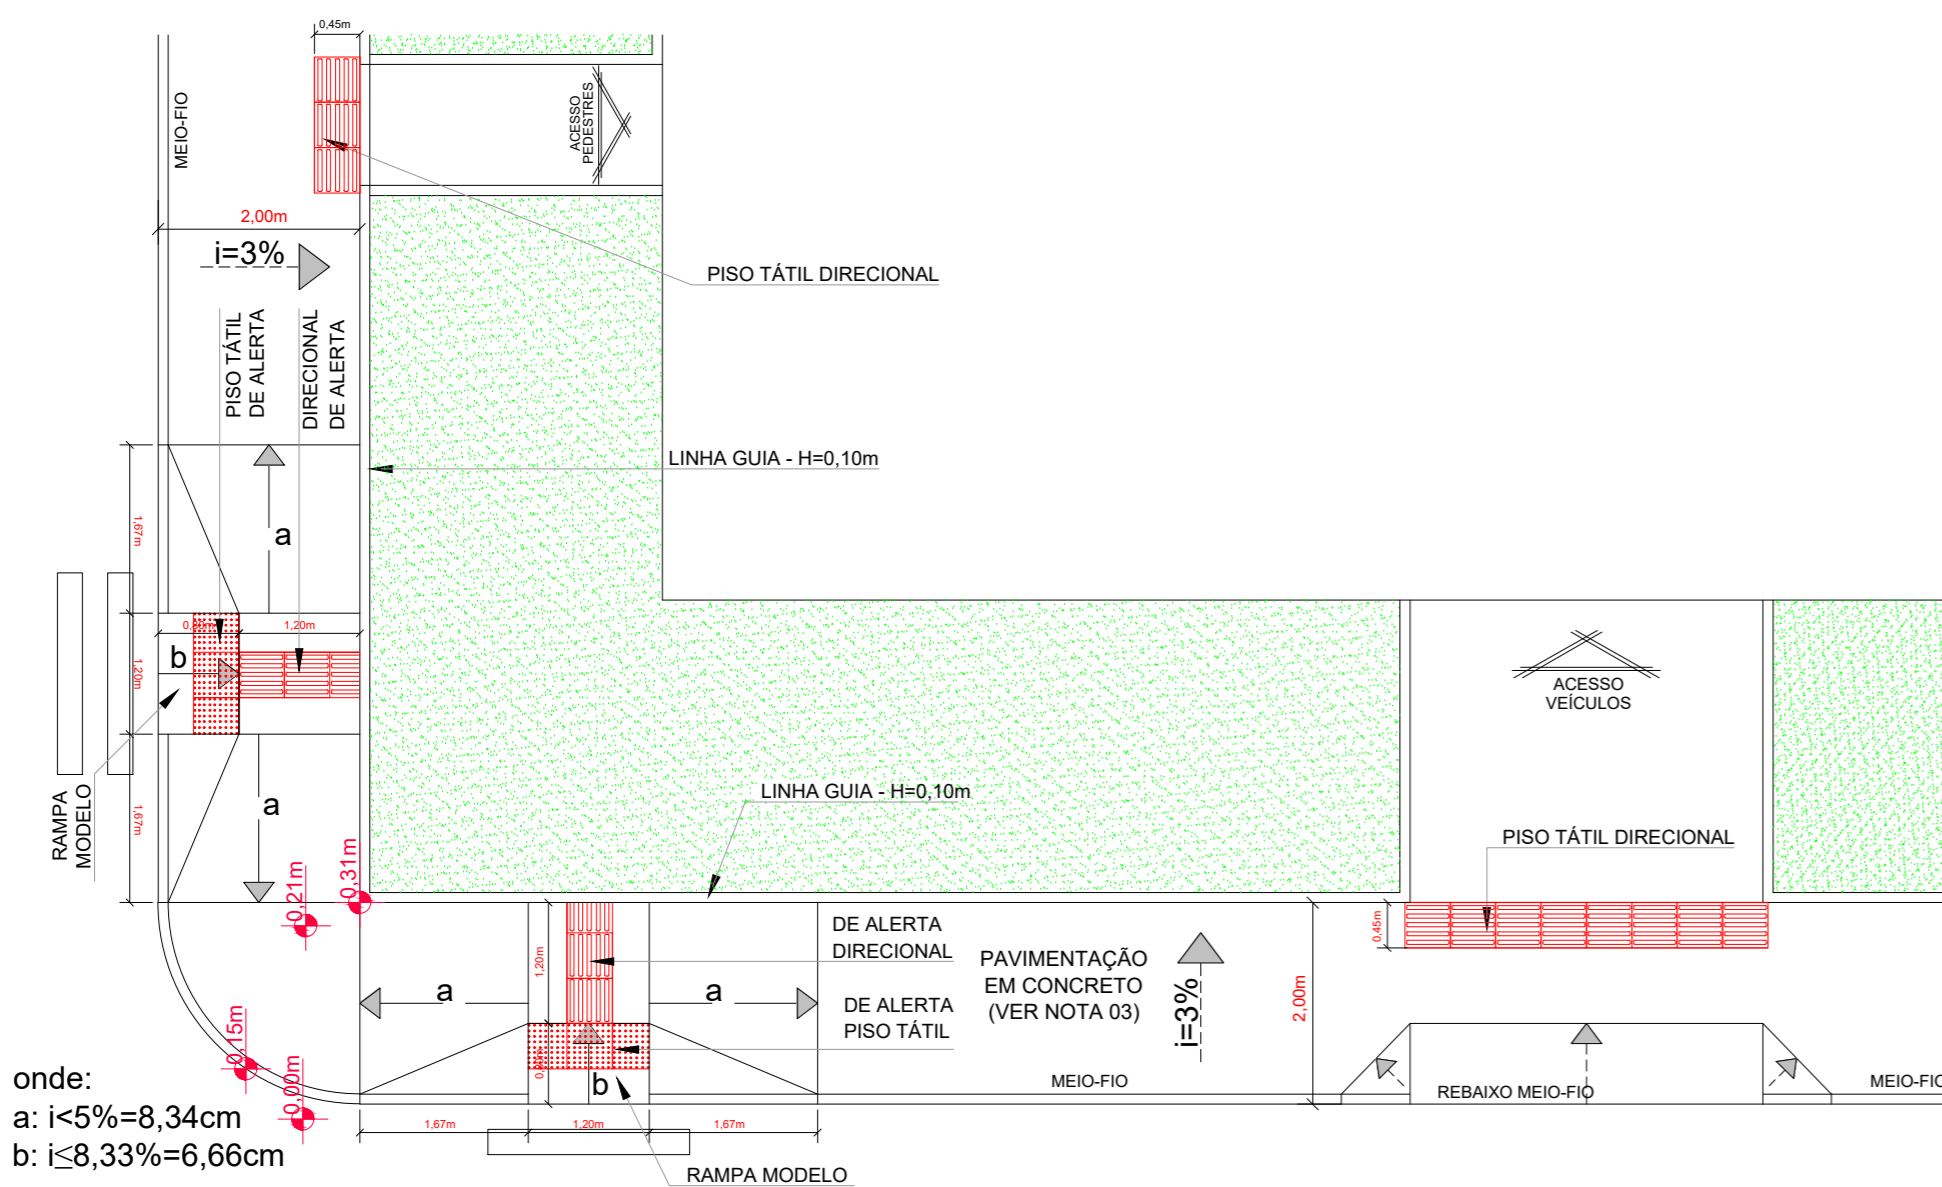 0,45m
MEIO-FIO
ACESSO
PEDESTRES
2,00m
i=3%
PISO TÁTIL DIRECIONAL
PISO TÁTIL
DE ALERTA
DIRECIONAL
DE ALERTA
LINHA GUIA - H=0,10m
1,67m
a
1,20m
b
1,20m
ACESSO
VEÍCULOS
RAMPA
MODELO
1,67m
a
LINHA GUIA - H=0,10m
PISO TÁTIL DIRECIONAL
0,31m
0,21m
0,15m
0,00m
0,45m
DE ALERTA
DIRECIONAL
1,20m
PAVIMENTAÇÃO
EM CONCRETO
(VER NOTA 03)
i=3%
2,00m
a
a
DE ALERTA
PISO TÁTIL
b
MEIO-FIO
REBAIXO MEIO-FIO
MEIO-FIO
onde:
a: i<5%=8,34cm
b: i≤8,33%=6,66cm
1,67m
1,20m
1,67m
RAMPA MODELO